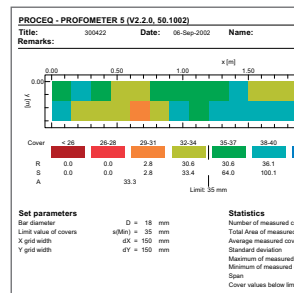 PROCEQ - PROFOMETER 5 (V2.2.0, 50.1002)
Title: 300422 Date: 06-Sep-2002 Name:
Remarks:
x [m]
0.00 0.50 1.00 1.50
0.00
y [m]
Cover < 26 26-28 29-31 32-34 35-37 38-40
R 0.0 0.0 2.8 30.6 30.6 36.1
S 0.0 0.0 2.8 33.4 64.0 100.1
A 33.3
Limit: 35 mm
Set parameters
Bar diameter D = 18 mm
Limit value of covers s(Min) = 35 mm
X grid width dX = 150 mm
Y grid width dY = 150 mm
Statistics
Number of measured c
Total Area of measured
Average measured cov
Standard deviation
Maximum of measured
Minimum of measured
Span
Cover values below lim